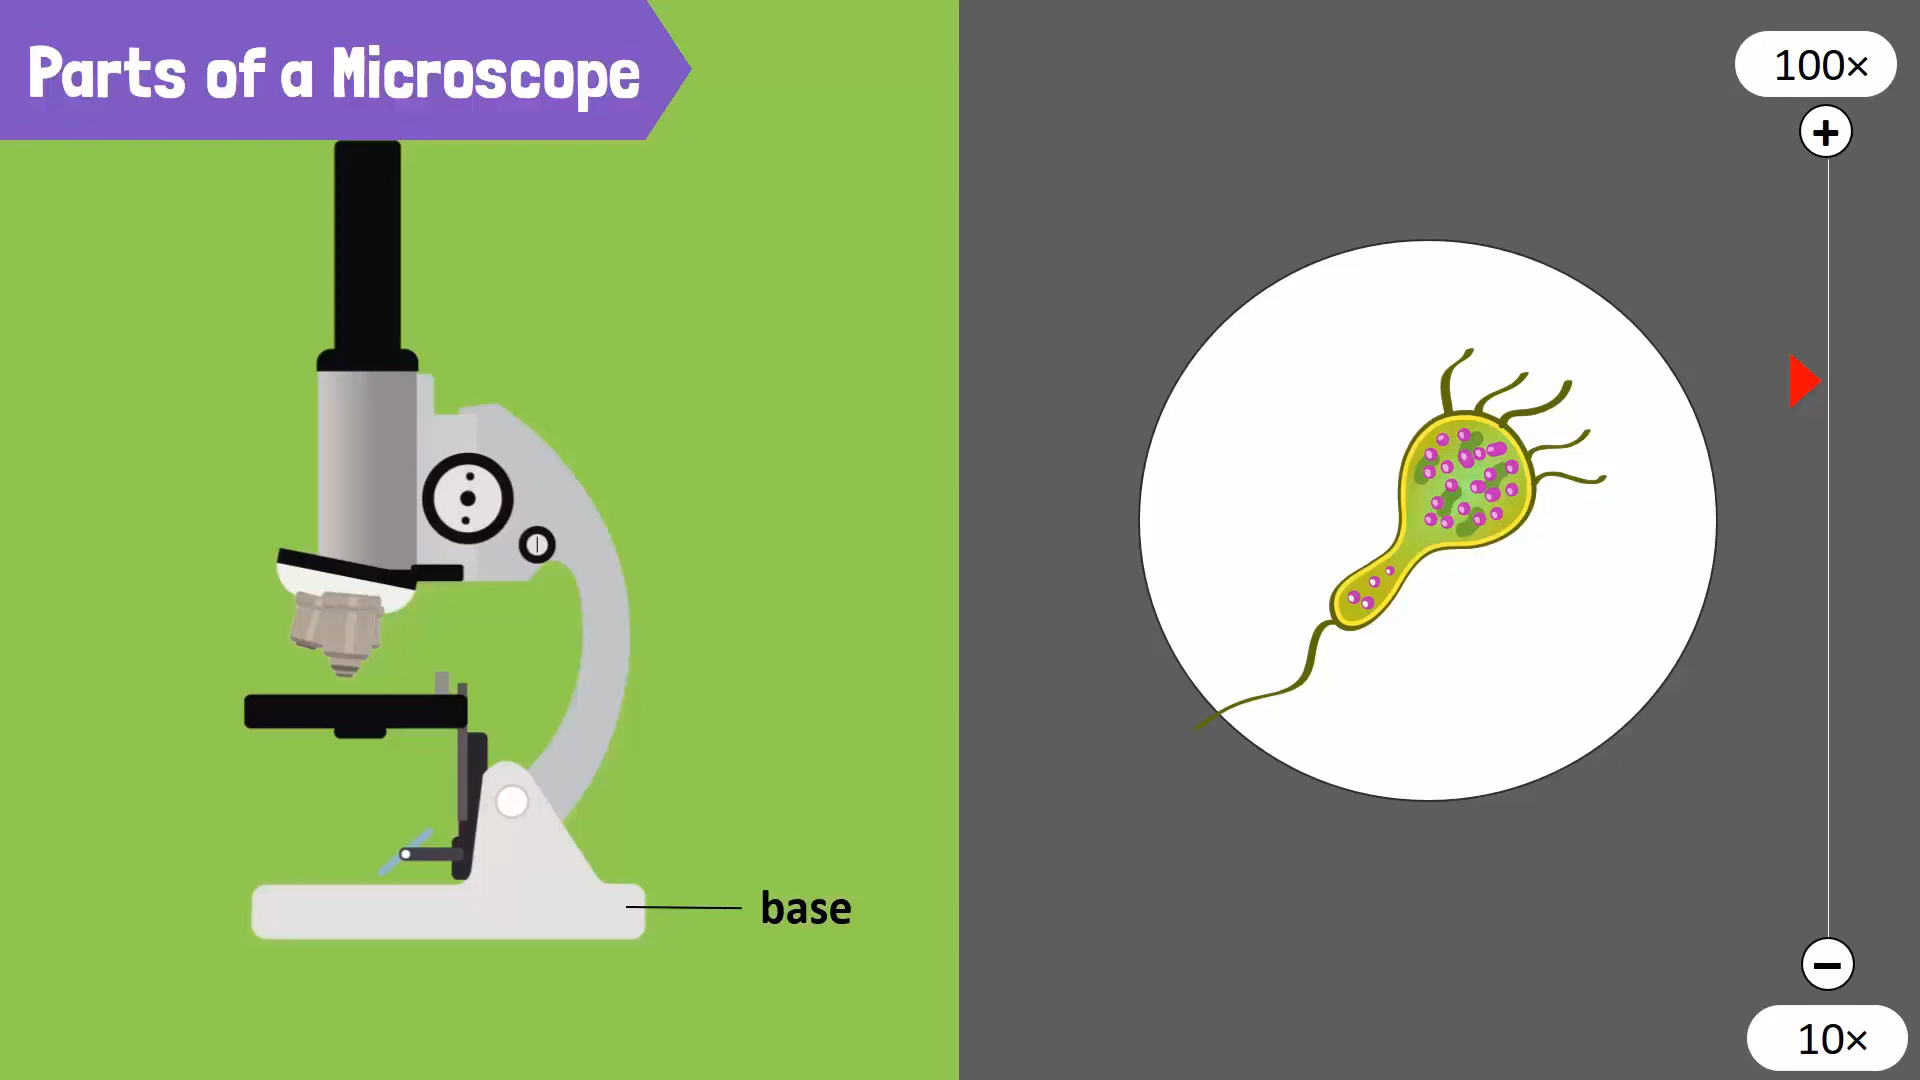 Parts of a Microscope
base
100×
+
−
10×